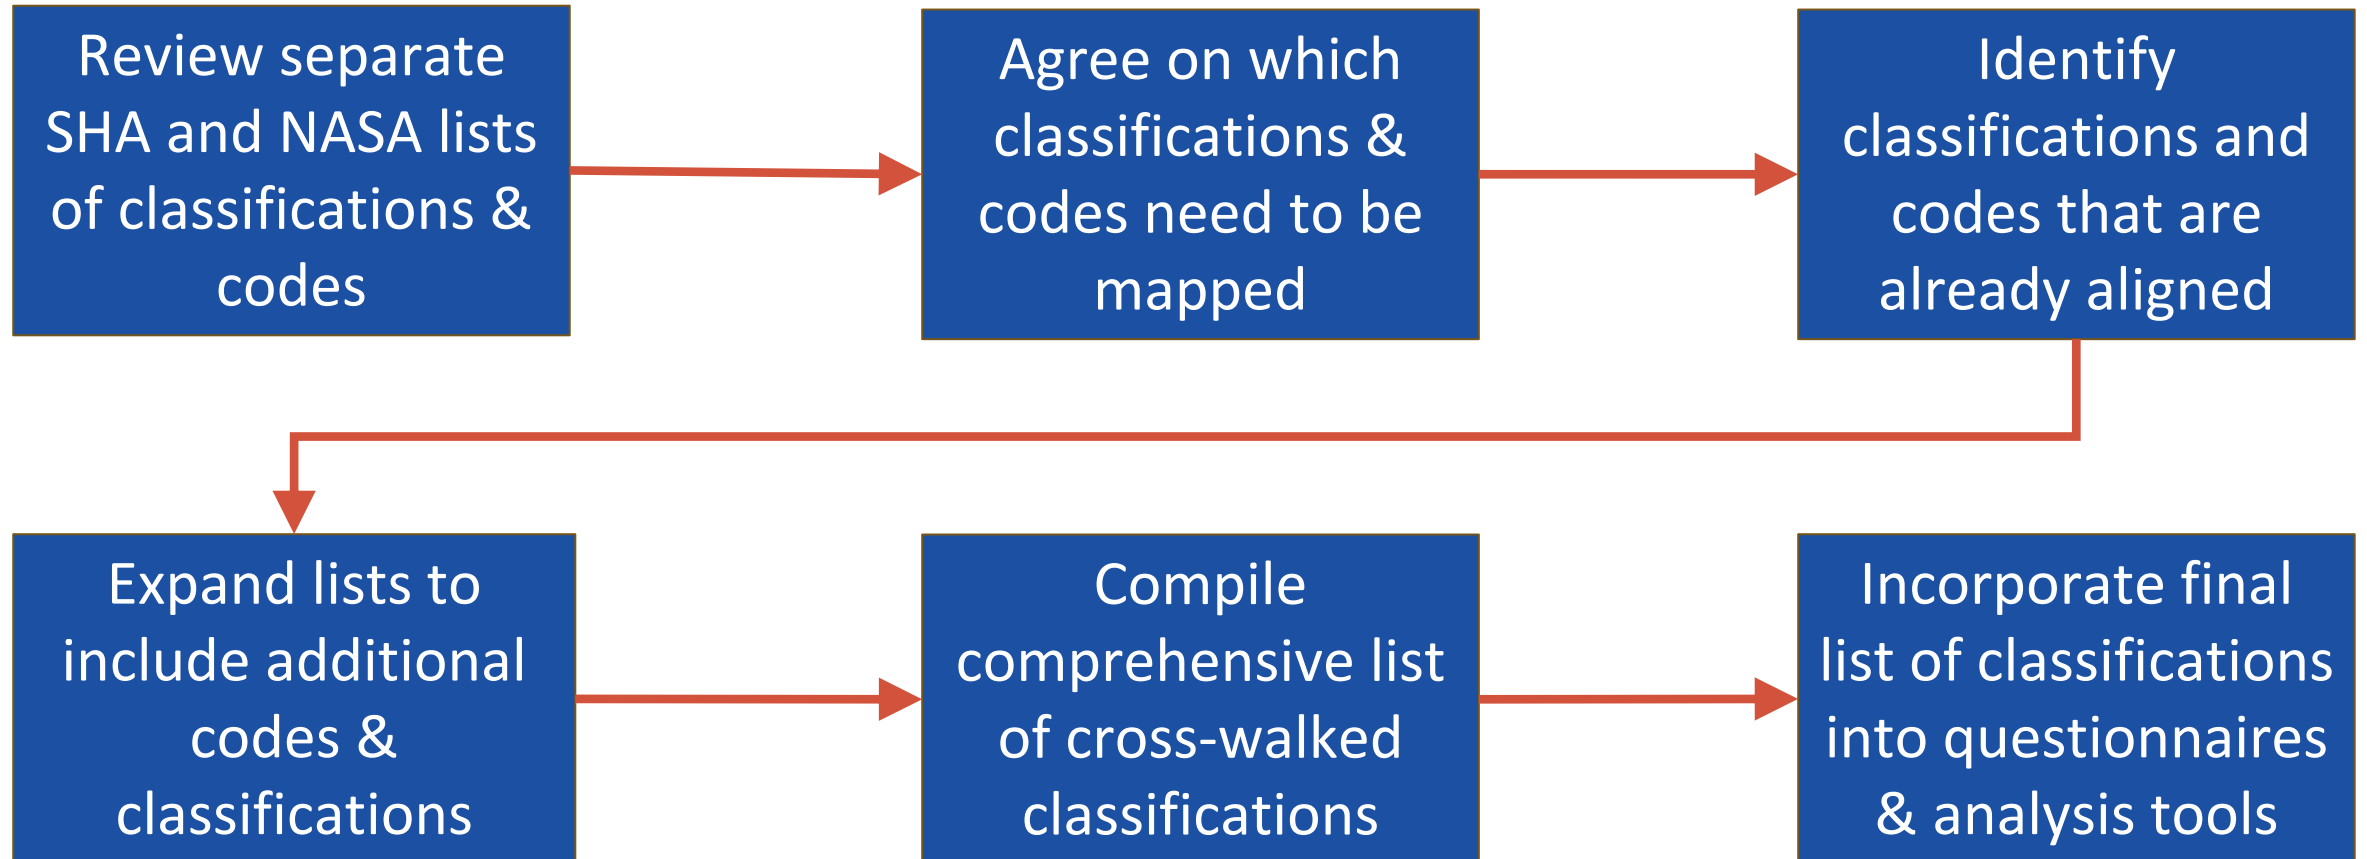 Review separate
SHA and NASA lists
of classifications &
codes
Agree on which
classifications &
codes need to be
mapped
Identify
classifications and
codes that are
already aligned
Expand lists to
include additional
codes &
classifications
Compile
comprehensive list
of cross-walked
classifications
Incorporate final
list of classifications
into questionnaires
& analysis tools